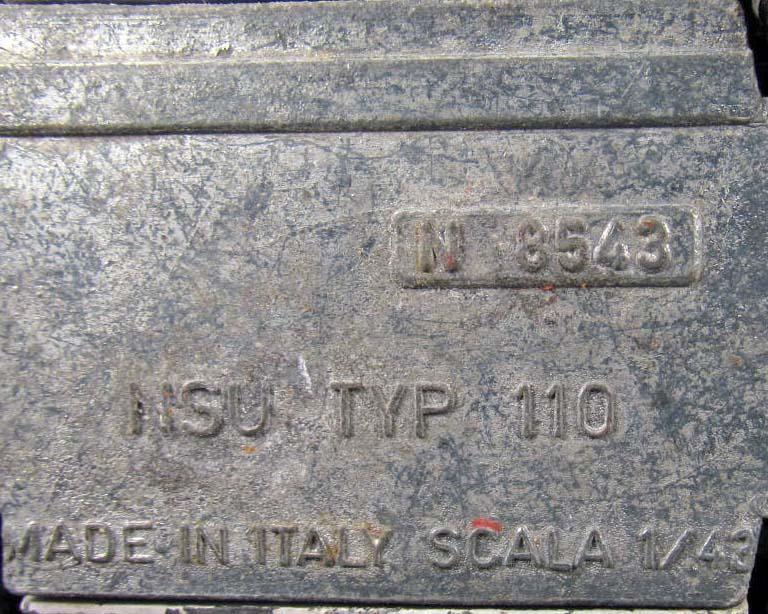 N 8543
NSU TYP 110
MADE IN ITALY SCALA 1/43